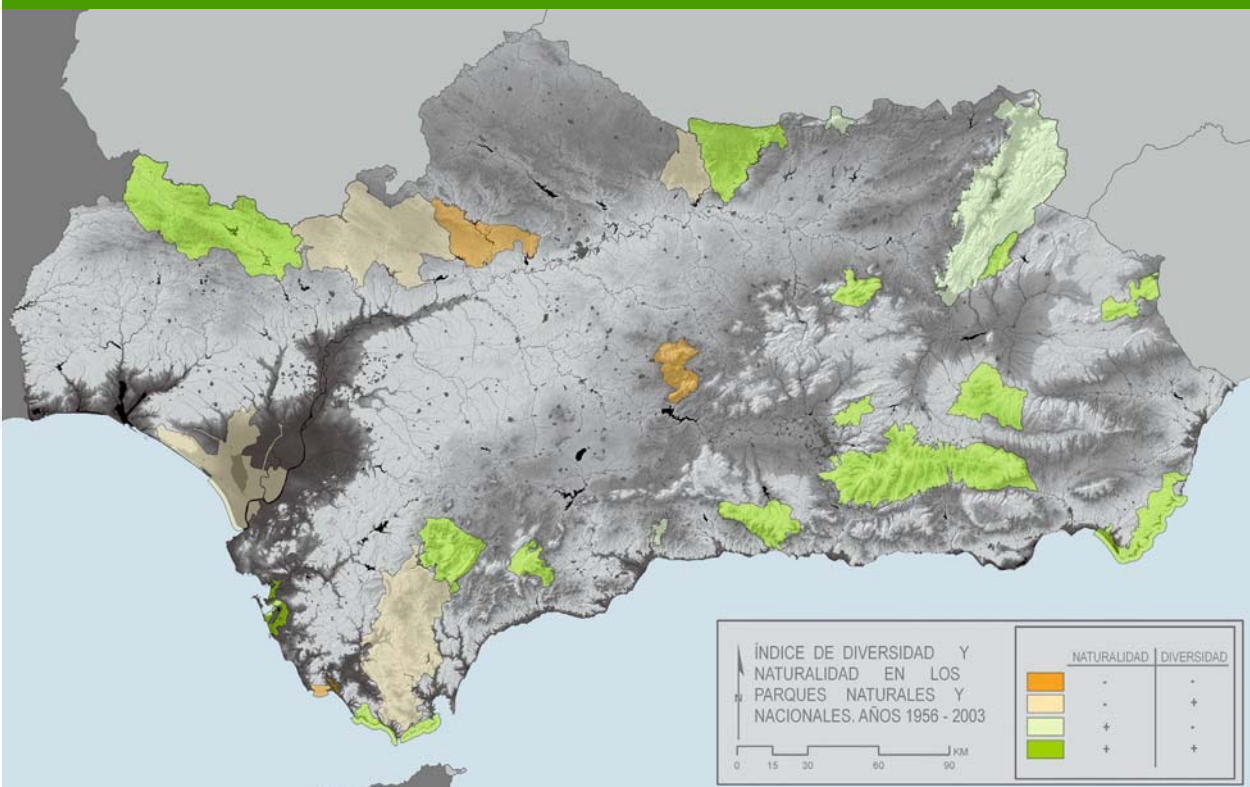 ÍNDICE DE DIVERSIDAD Y
NATURALIDAD EN LOS
PARQUES NATURALES Y
NACIONALES. AÑOS 1956 - 2003
N
0 15 30 60 90 KM
NATURALIDAD DIVERSIDAD
- -
- +
+ -
+ +